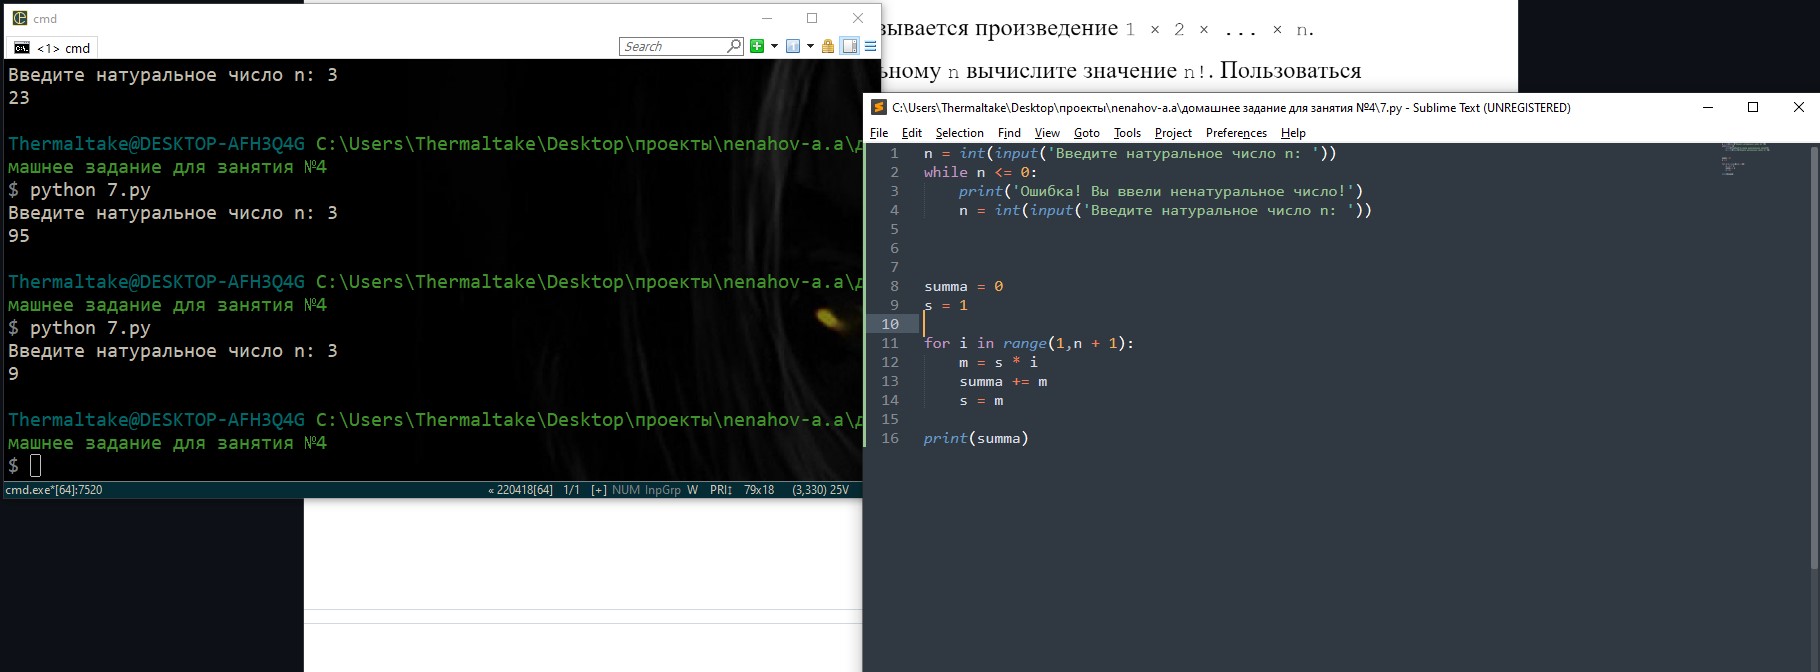 cmd
<1> cmd
Search
Введите натуральное число n: 3
23
Thermaltake@DESKTOP-AFH3Q4G C:\Users\Thermaltake\Desktop\проекты\nenahov-a.a\д
машнее задание для занятия №4
$ python 7.py
Введите натуральное число n: 3
95
Thermaltake@DESKTOP-AFH3Q4G C:\Users\Thermaltake\Desktop\проекты\nenahov-a.a\д
машнее задание для занятия №4
$ python 7.py
Введите натуральное число n: 3
9
Thermaltake@DESKTOP-AFH3Q4G C:\Users\Thermaltake\Desktop\проекты\nenahov-a.a\д
машнее задание для занятия №4
$
cmd.exe*[64]:7520 « 220418[64] 1/1 [+] NUM InpGrp W PRI↕ 79x18 (3,330) 25V
зывается произведение 1 × 2 × ... × n.
ьному n вычислите значение n!. Пользоваться
C:\Users\Thermaltake\Desktop\проекты\nenahov-a.a\домашнее задание для занятия №4\7.py - Sublime Text (UNREGISTERED)
File Edit Selection Find View Goto Tools Project Preferences Help
1 n = int(input('Введите натуральное число n: '))
2 while n <= 0:
3 print('Ошибка! Вы ввели ненатуральное число!')
4 n = int(input('Введите натуральное число n: '))
5
6
7
8 summa = 0
9 s = 1
10
11 for i in range(1,n + 1):
12 m = s * i
13 summa += m
14 s = m
15
16 print(summa)